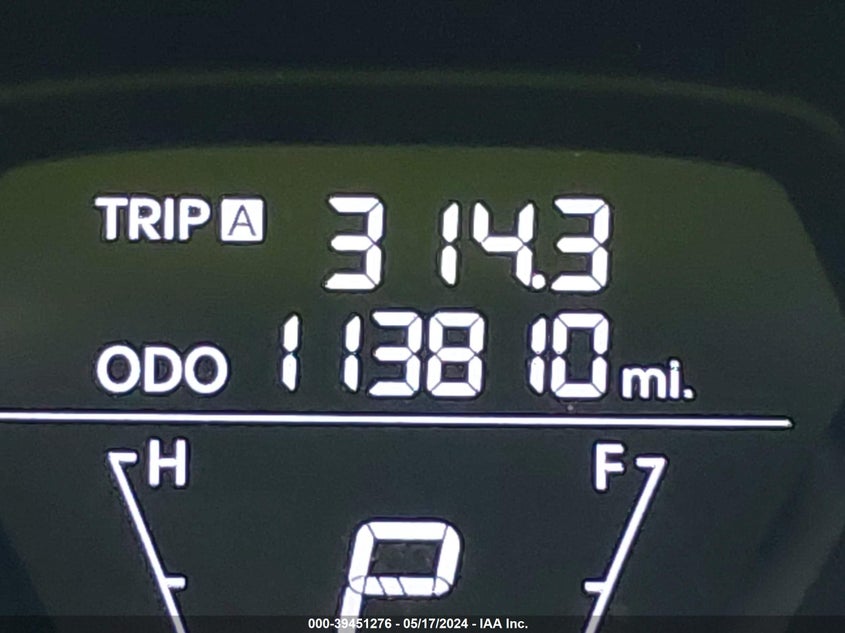 TRIP A 314.3
ODO 113810 mi.
H F
P
000-39451276 - 05/17/2024 - IAA Inc.